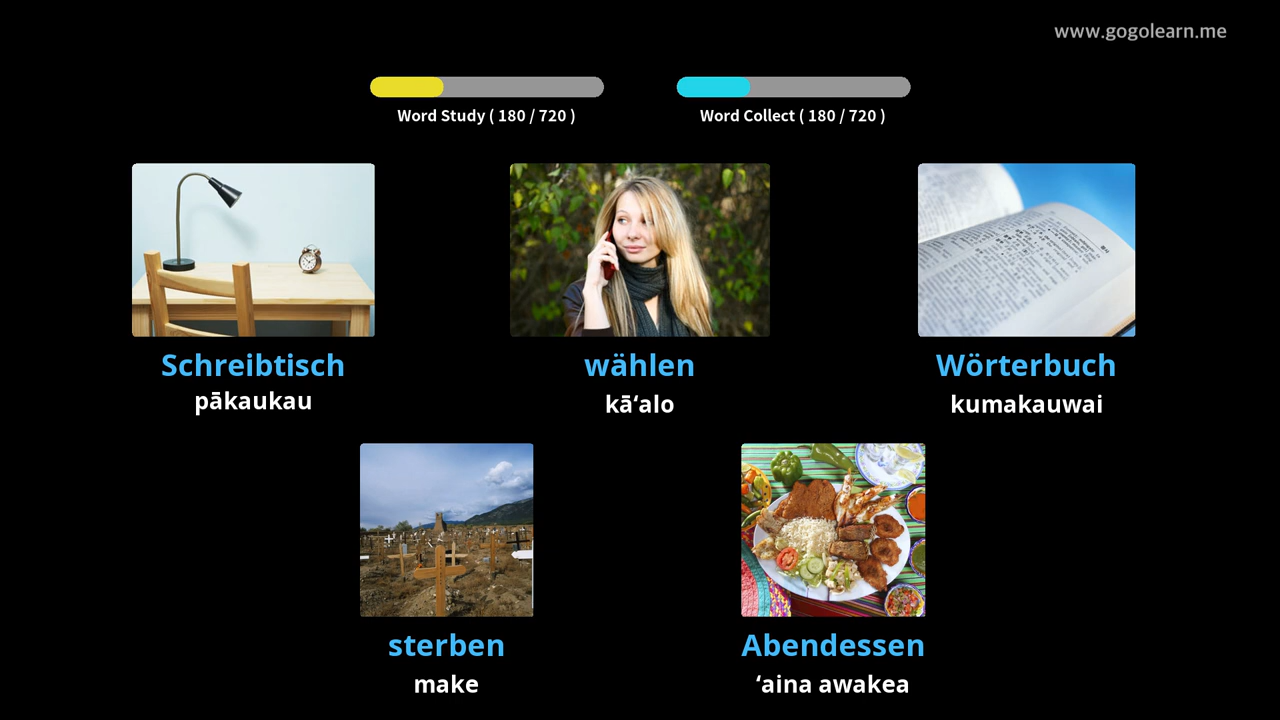 www.gogolearn.me
Word Study ( 180 / 720 )
Word Collect ( 180 / 720 )
Schreibtisch
pākaukau
wählen
kāʻalo
Wörterbuch
kumakauwai
sterben
make
Abendessen
ʻaina awakea